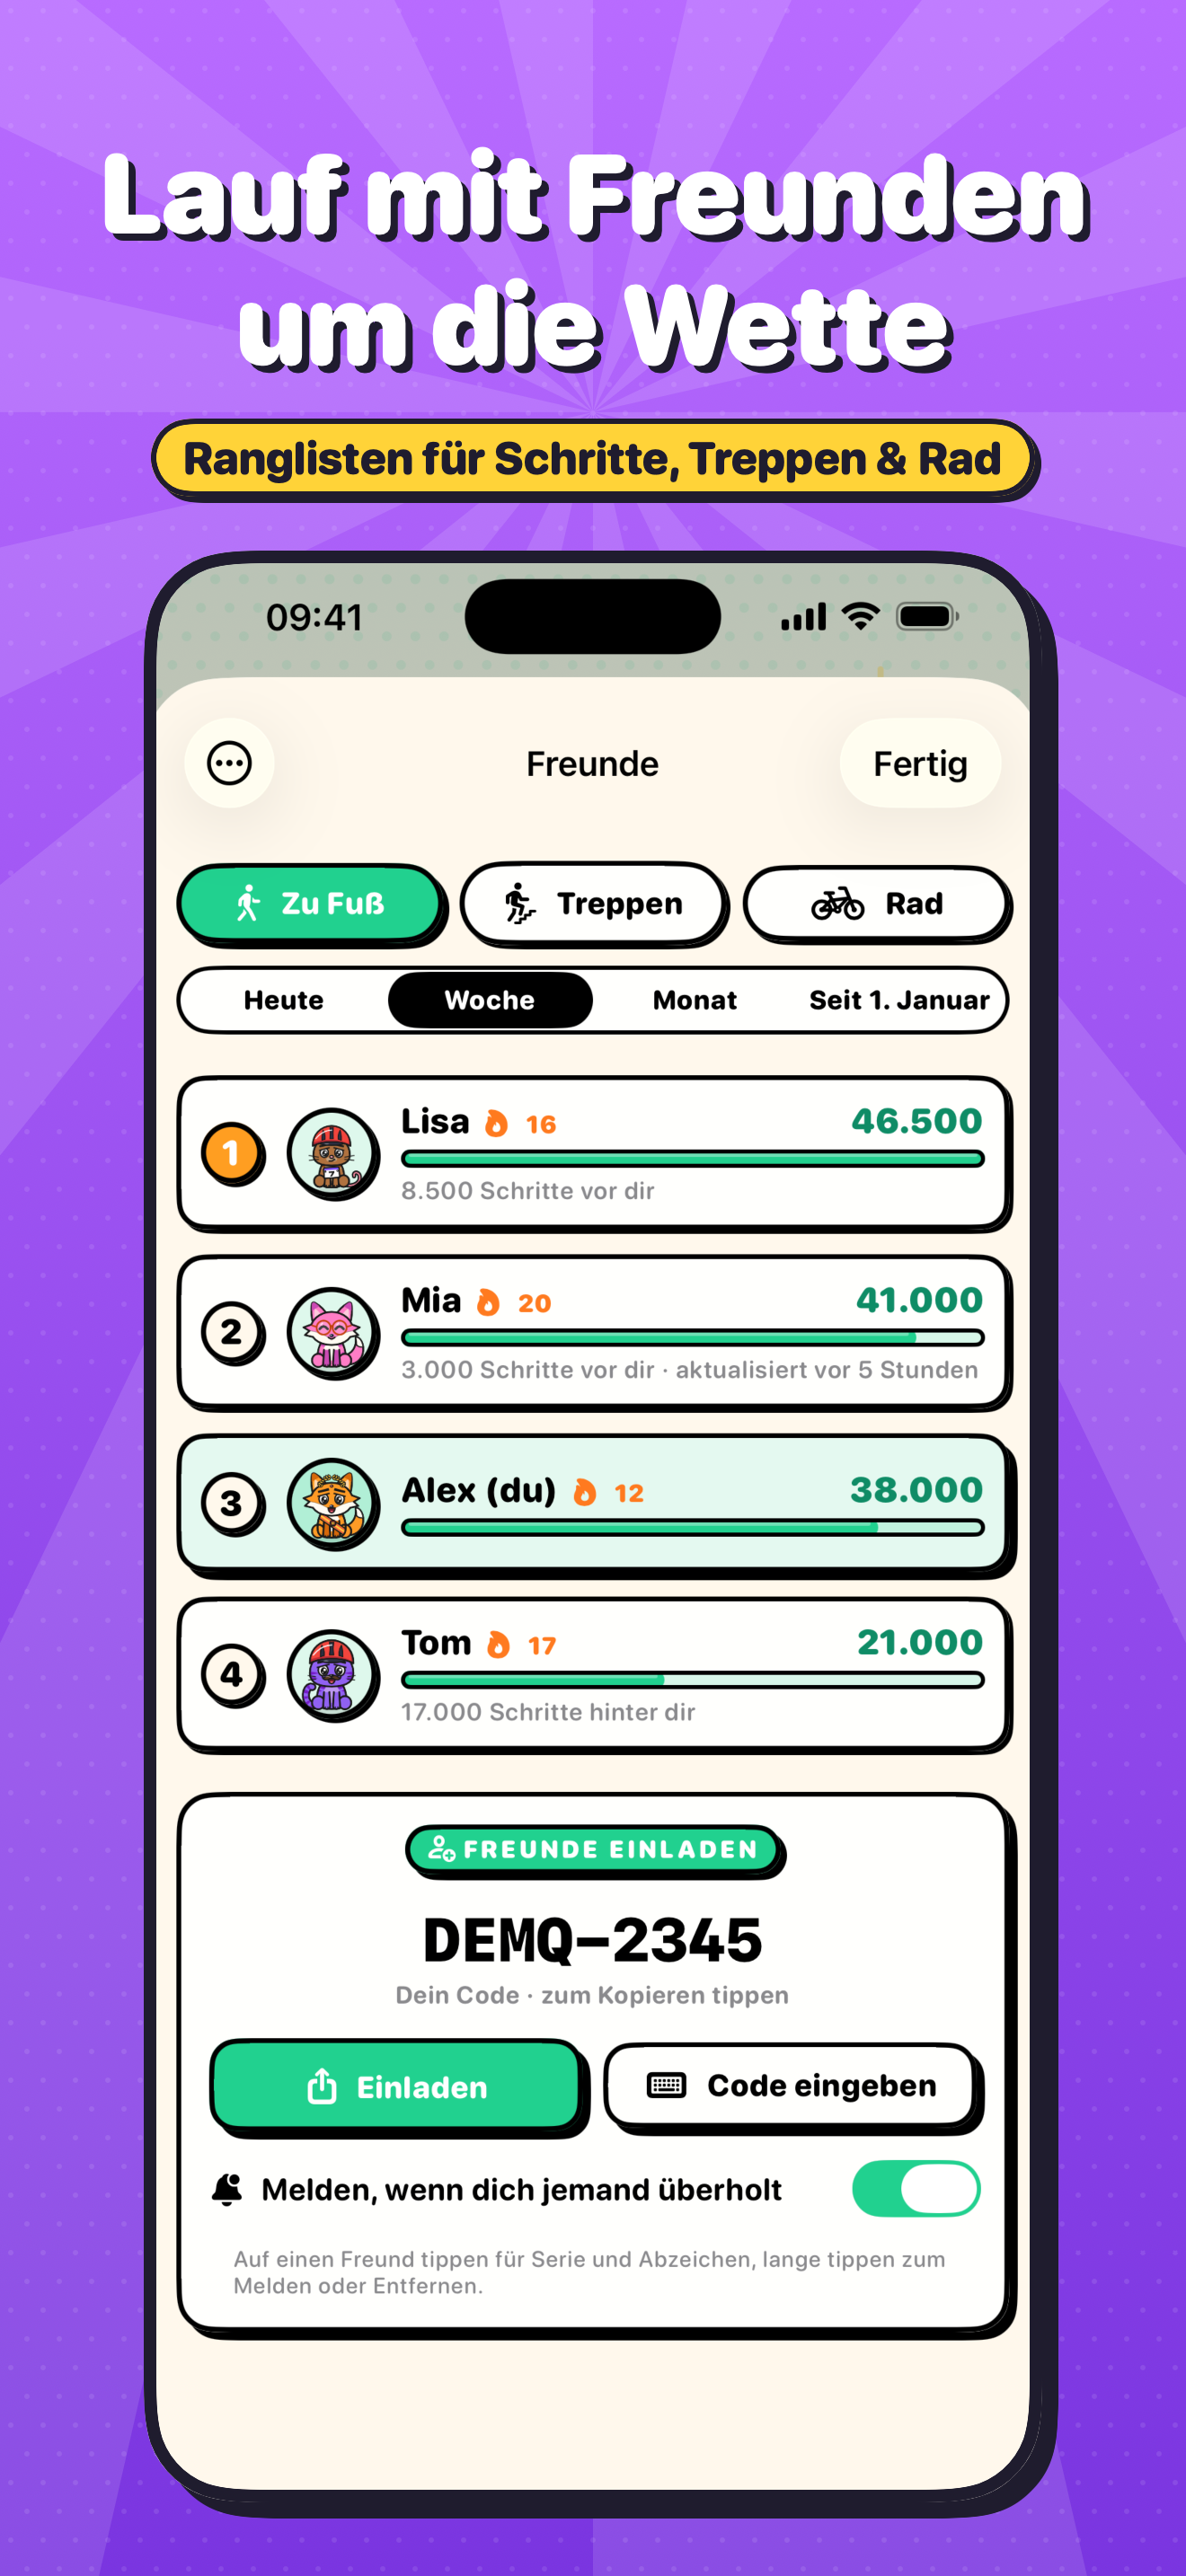 Lauf mit Freunden
um die Wette
Ranglisten für Schritte, Treppen & Rad
09:41
Freunde
Fertig
Zu Fuß
Treppen
Rad
Heute
Woche
Monat
Seit 1. Januar
1
Lisa 16
46.500
7
8.500 Schritte vor dir
2
Mia 20
41.000
3.000 Schritte vor dir · aktualisiert vor 5 Stunden
3
Alex (du) 12
38.000
4
Tom 17
21.000
17.000 Schritte hinter dir
FREUNDE EINLADEN
DEMQ-2345
Dein Code · zum Kopieren tippen
Einladen
Code eingeben
Melden, wenn dich jemand überholt
Auf einen Freund tippen für Serie und Abzeichen, lange tippen zum
Melden oder Entfernen.